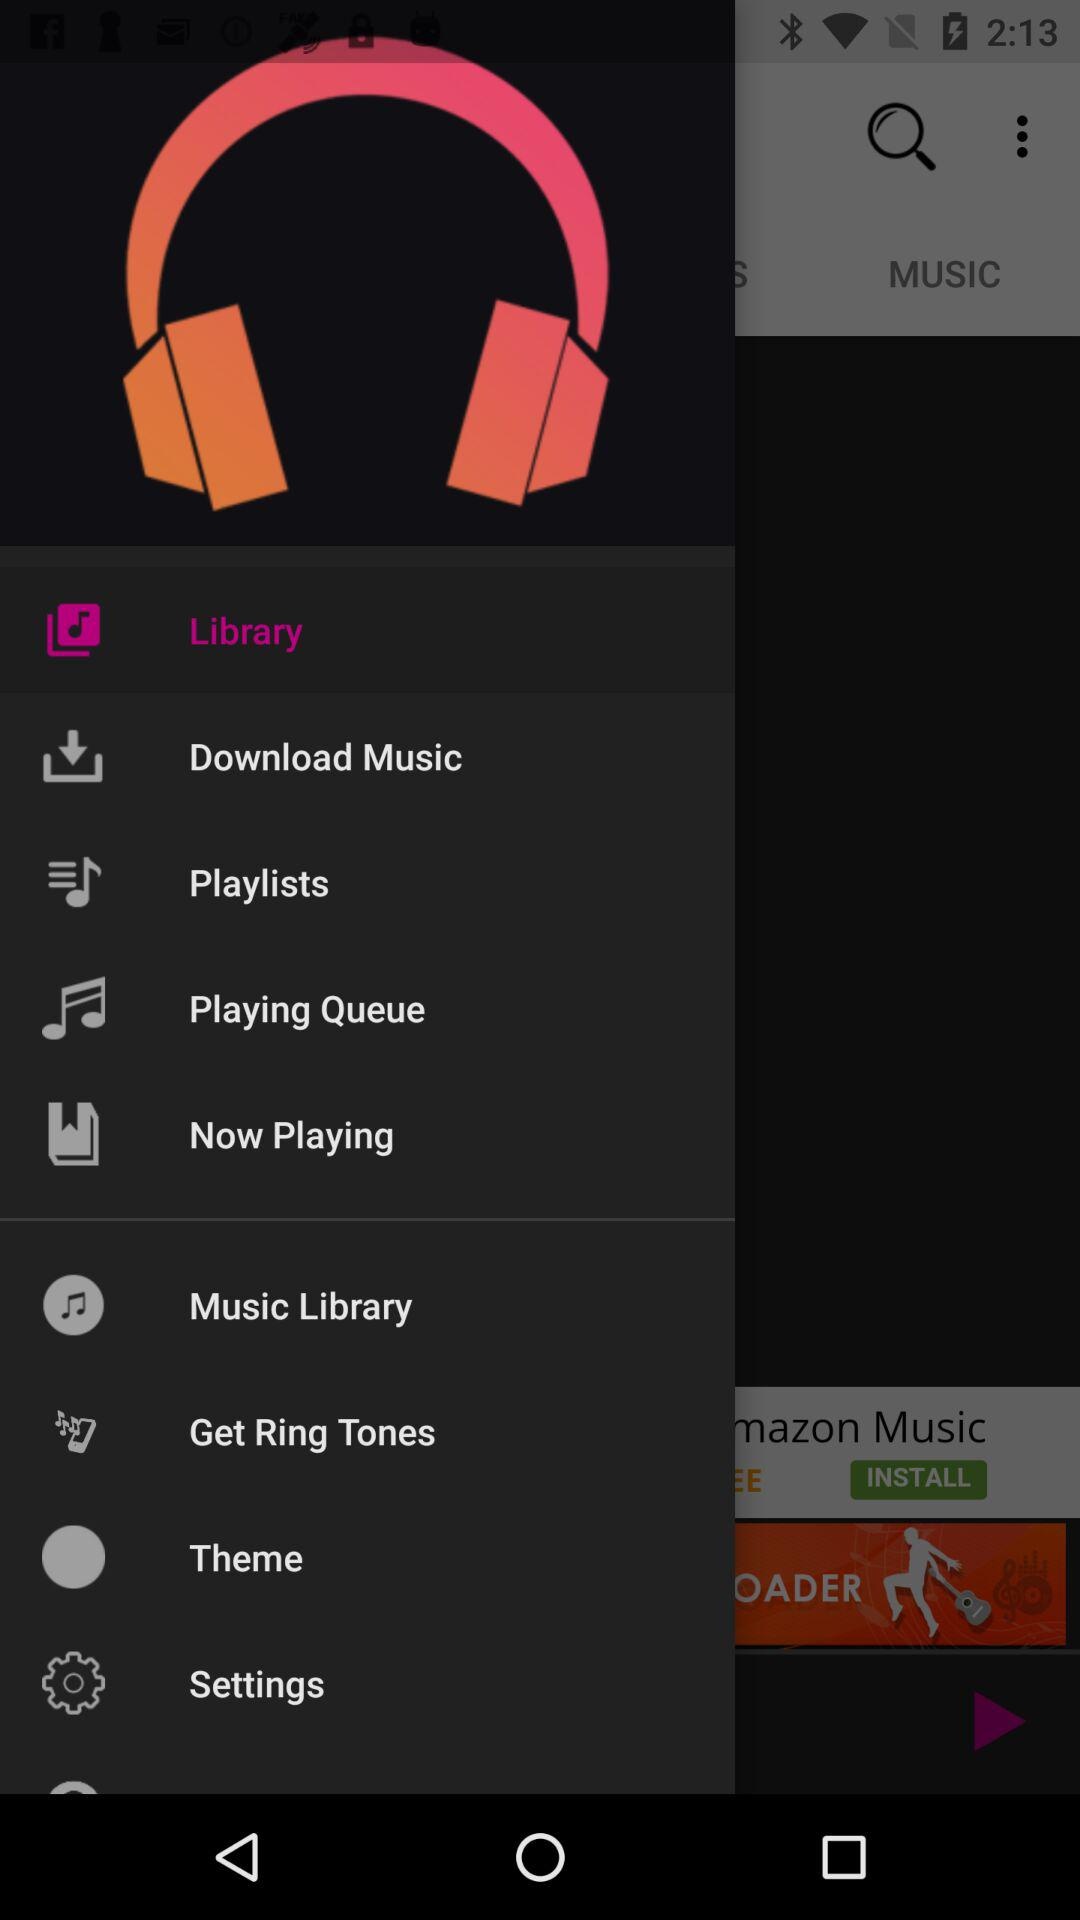 2:13
S MUSIC
Library
Download Music
Playlists
Playing Queue
Now Playing
Music Library
mazon Music
Get Ring Tones
EE INSTALL
Theme
OADER
Settings